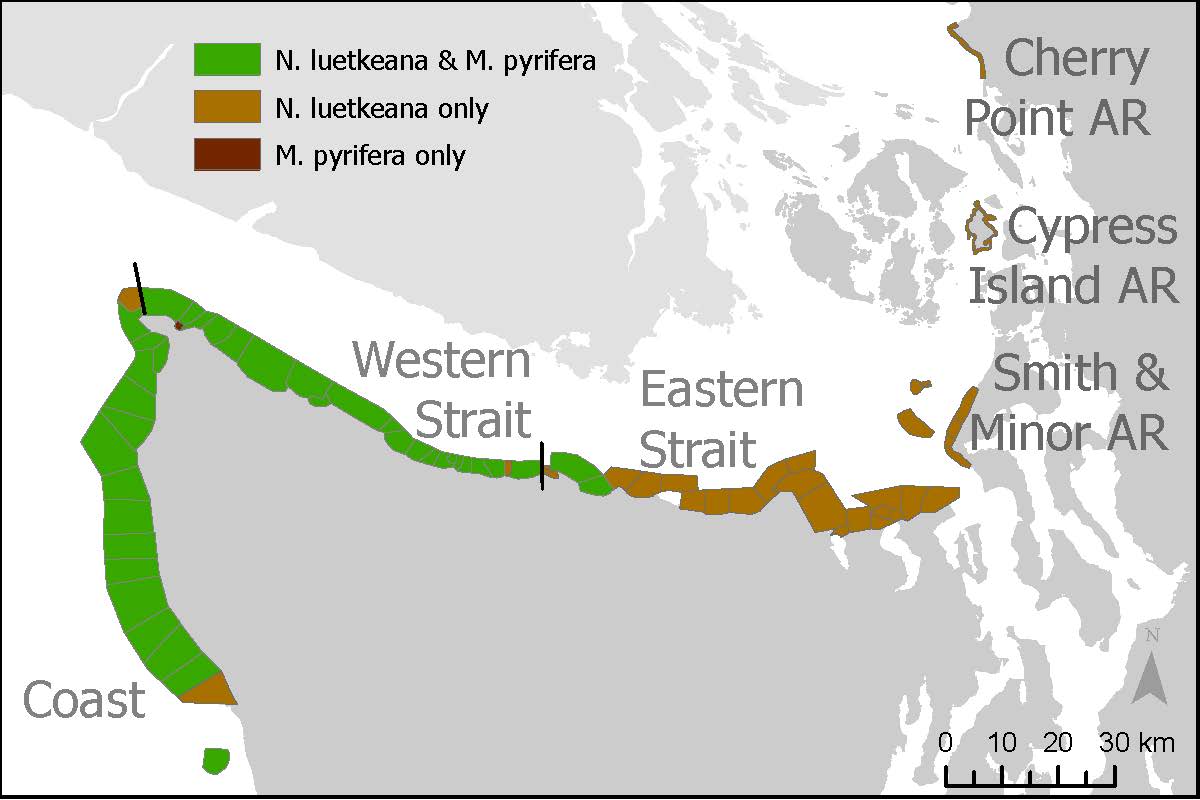 N. luetkeana & M. pyrifera
N. luetkeana only
M. pyrifera only
Cherry
Point AR
Cypress
Island AR
Western
Strait
Eastern
Strait
Smith &
Minor AR
Coast
N
0 10 20 30 km